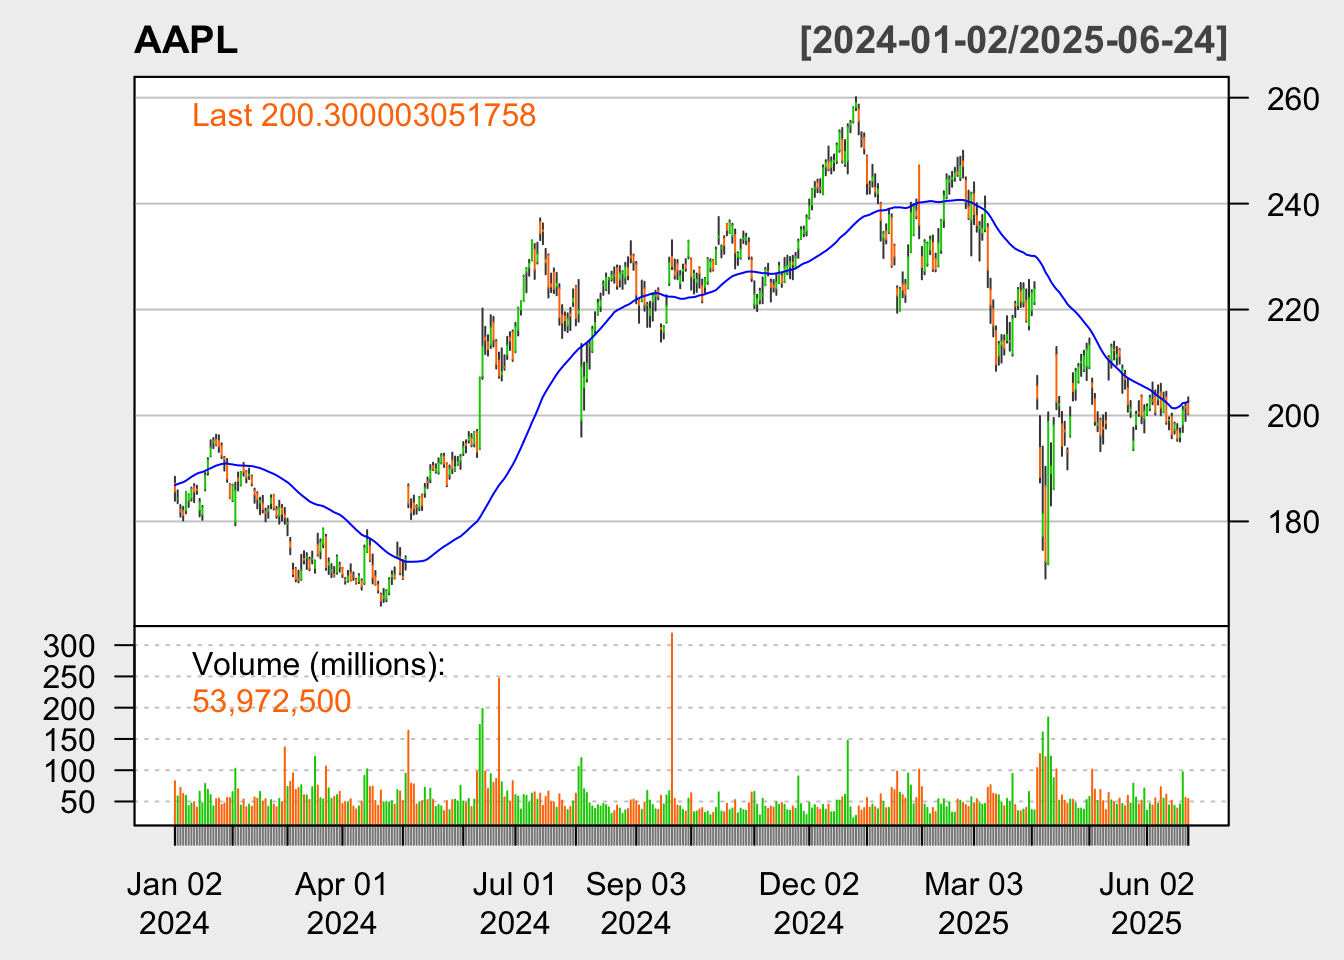 AAPL [2024-01-02/2025-06-24]
Last 200.300003051758
260
240
220
200
180
Volume (millions):
53,972,500
300
250
200
150
100
50
Jan 02 Apr 01 Jul 01 Sep 03 Dec 02 Mar 03 Jun 02
2024 2024 2024 2024 2024 2025 2025